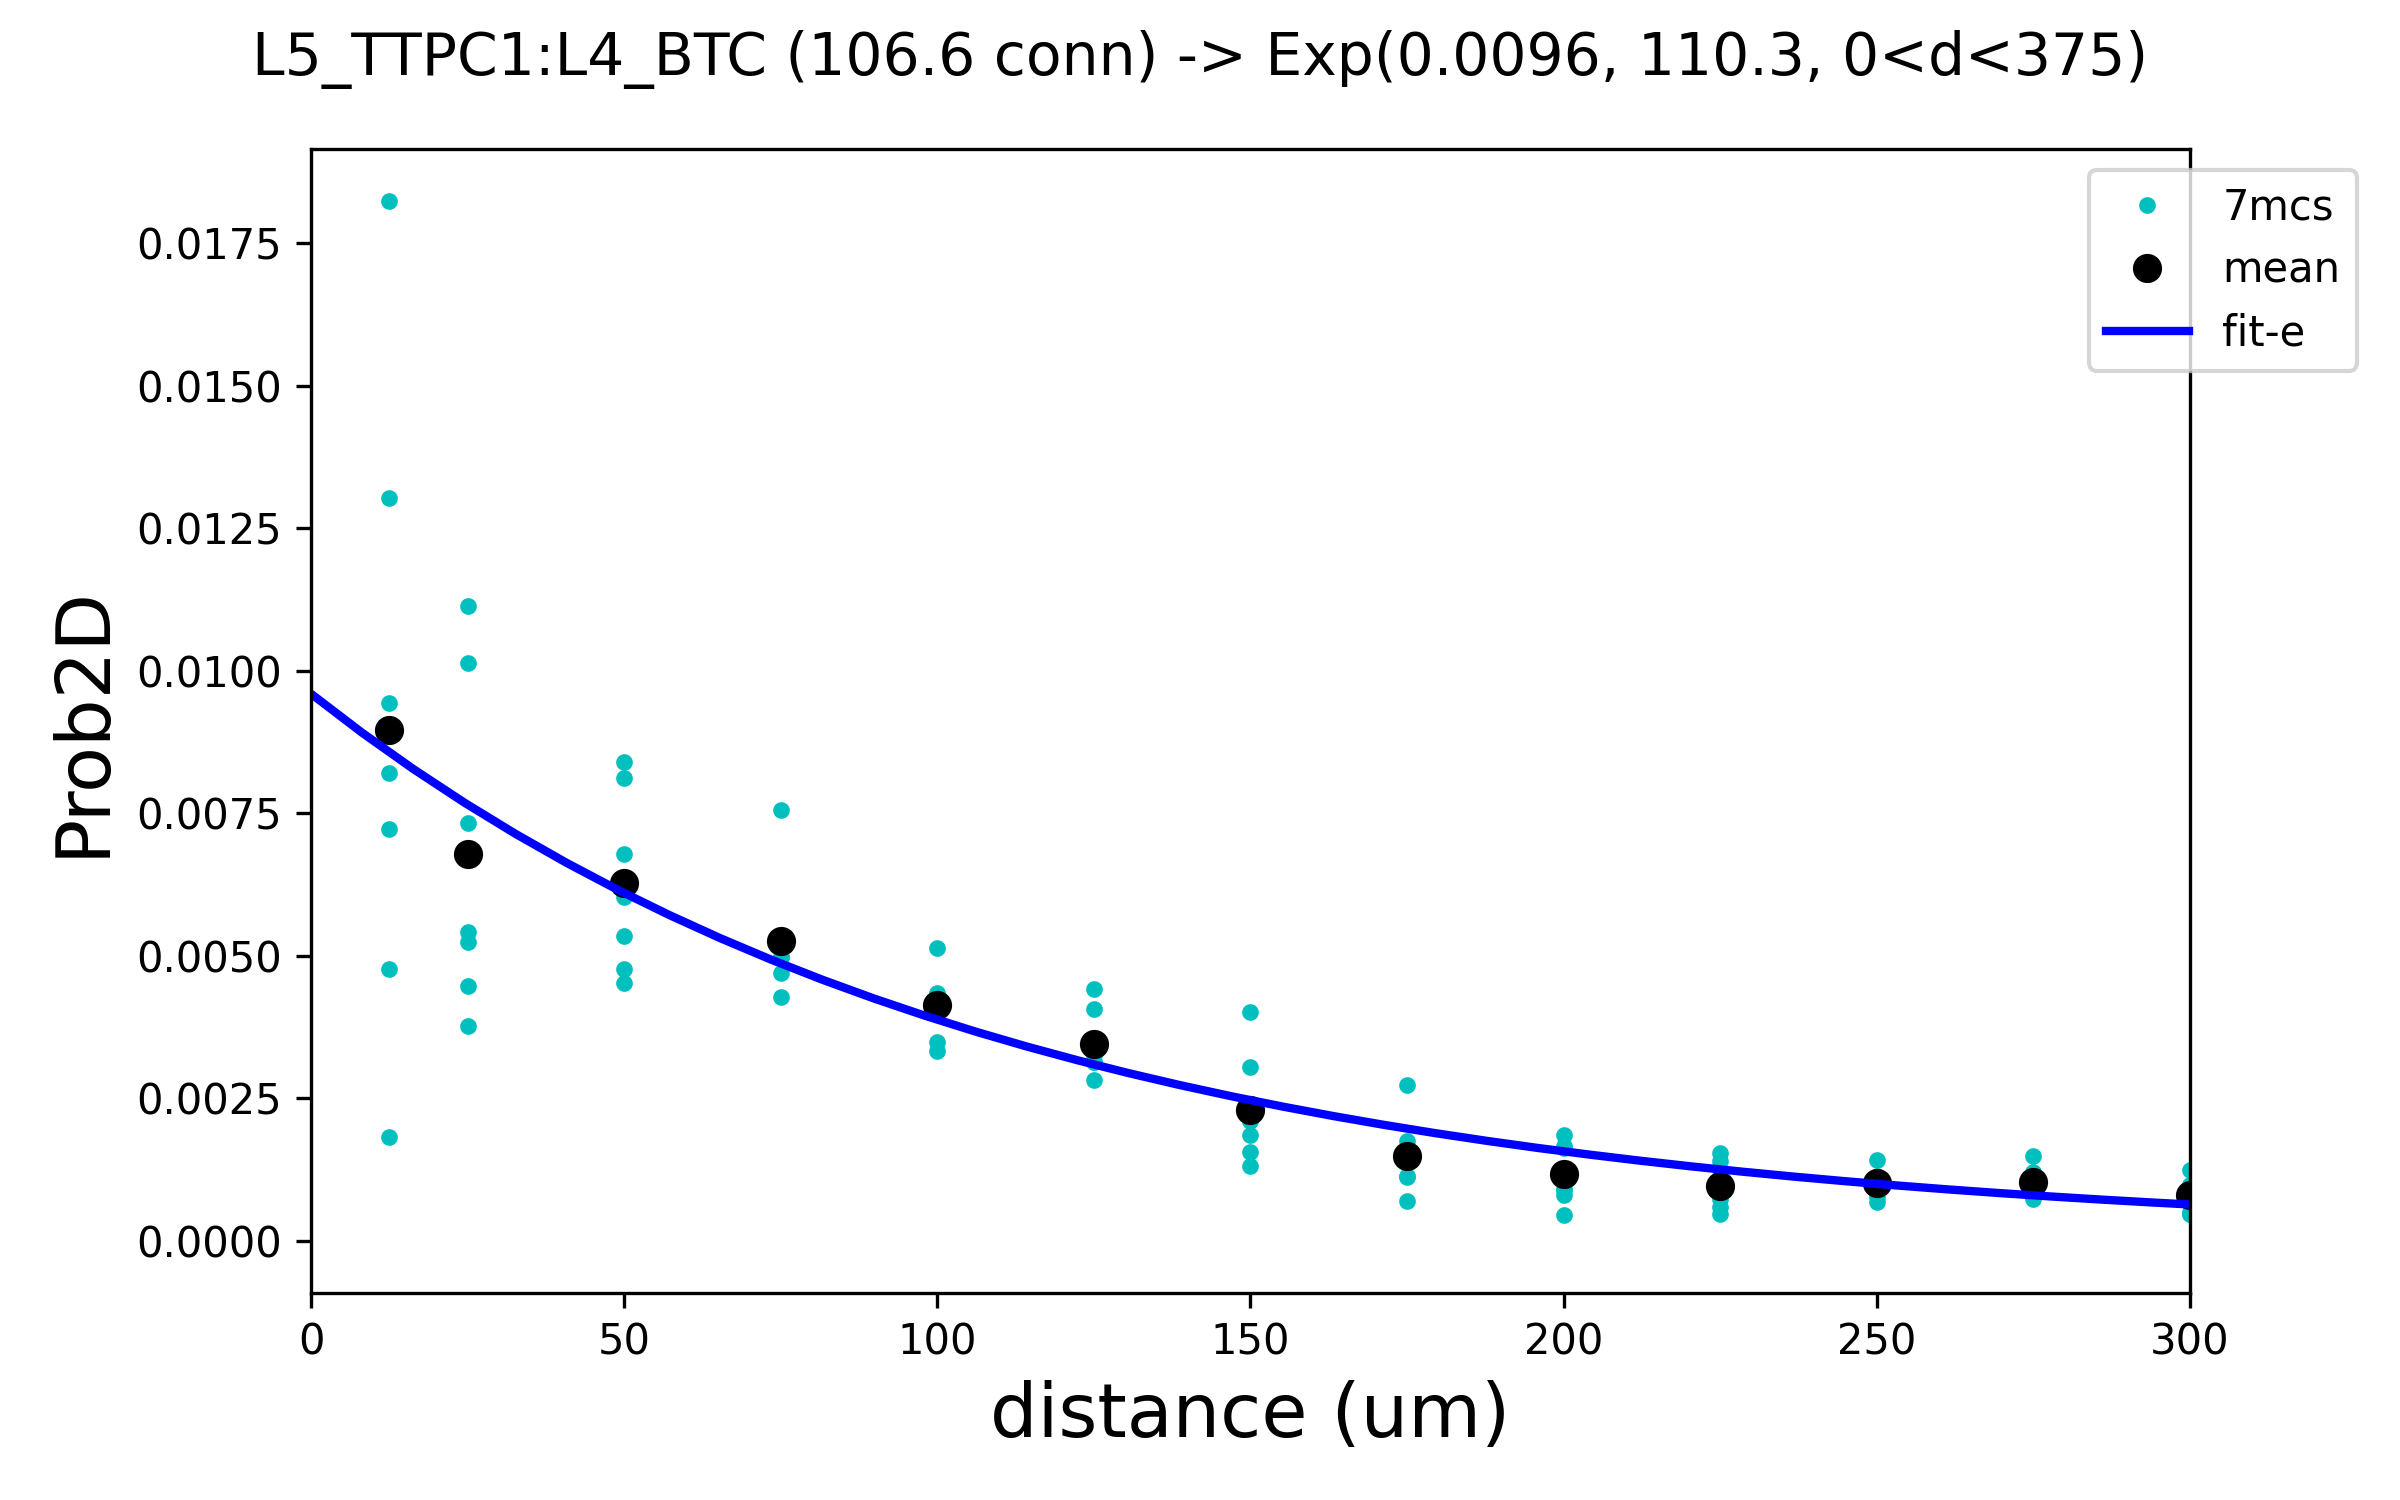 L5_TTPC1:L4_BTC (106.6 conn) -> Exp(0.0096, 110.3, 0<d<375)
7mcs
mean
fit-e
Prob2D
0.0175
0.0150
0.0125
0.0100
0.0075
0.0050
0.0025
0.0000
0 50 100 150 200 250 300
distance (um)